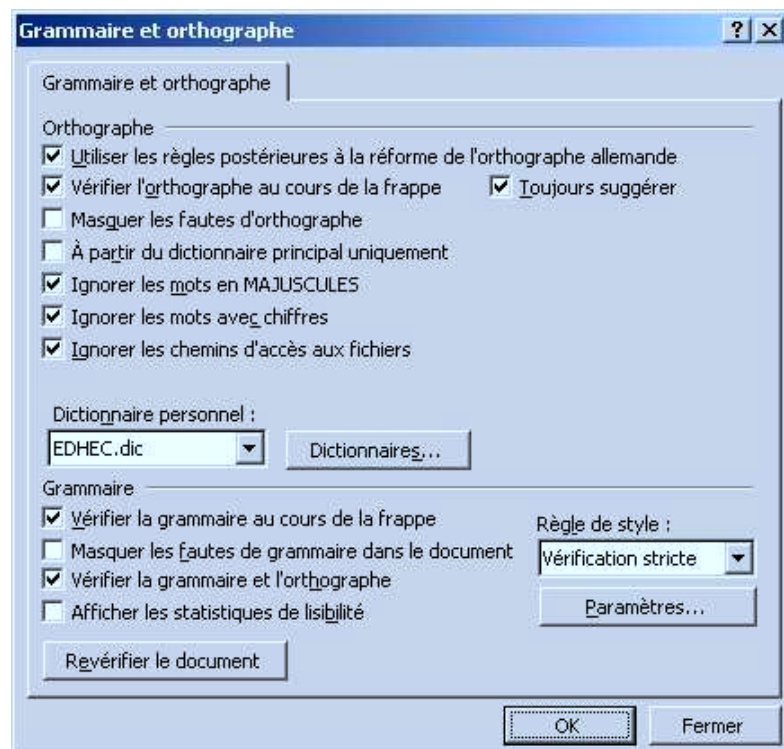 Grammaire et orthographe
Grammaire et orthographe
Orthographe
Utiliser les règles postérieures à la réforme de l'orthographe allemande
Vérifier l'orthographe au cours de la frappe Toujours suggérer
Masquer les fautes d'orthographe
À partir du dictionnaire principal uniquement
Ignorer les mots en MAJUSCULES
Ignorer les mots avec chiffres
Ignorer les chemins d'accès aux fichiers
Dictionnaire personnel :
EDHEC.dic Dictionnaires...
Grammaire
Vérifier la grammaire au cours de la frappe Règle de style :
Masquer les fautes de grammaire dans le document Vérification stricte
Vérifier la grammaire et l'orthographe
Afficher les statistiques de lisibilité Paramètres...
Revérifier le document
OK Fermer